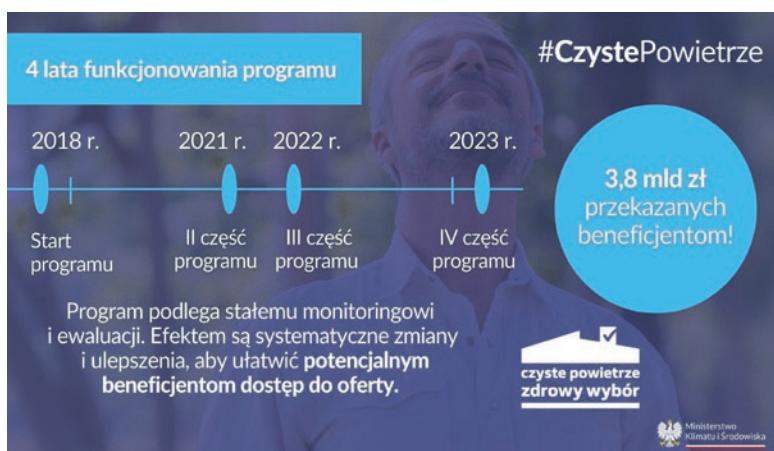 4 lata funkcjonowania programu
#CzystePowietrze
2018 r.
2021 r.
2022 r.
2023 r.
Start
programu
II część
programu
III część
programu
IV część
programu
3,8 mld zł
przekazanych
beneficjentom!
Program podlega stałemu monitoringowi
i ewaluacji. Efektem są systematyczne zmiany
i ulepszenia, aby ułatwić potencjalnym
beneficjentom dostęp do oferty.
czyste powietrze
zdrowy wybór
Ministerstwo
Klimatu i Środowiska